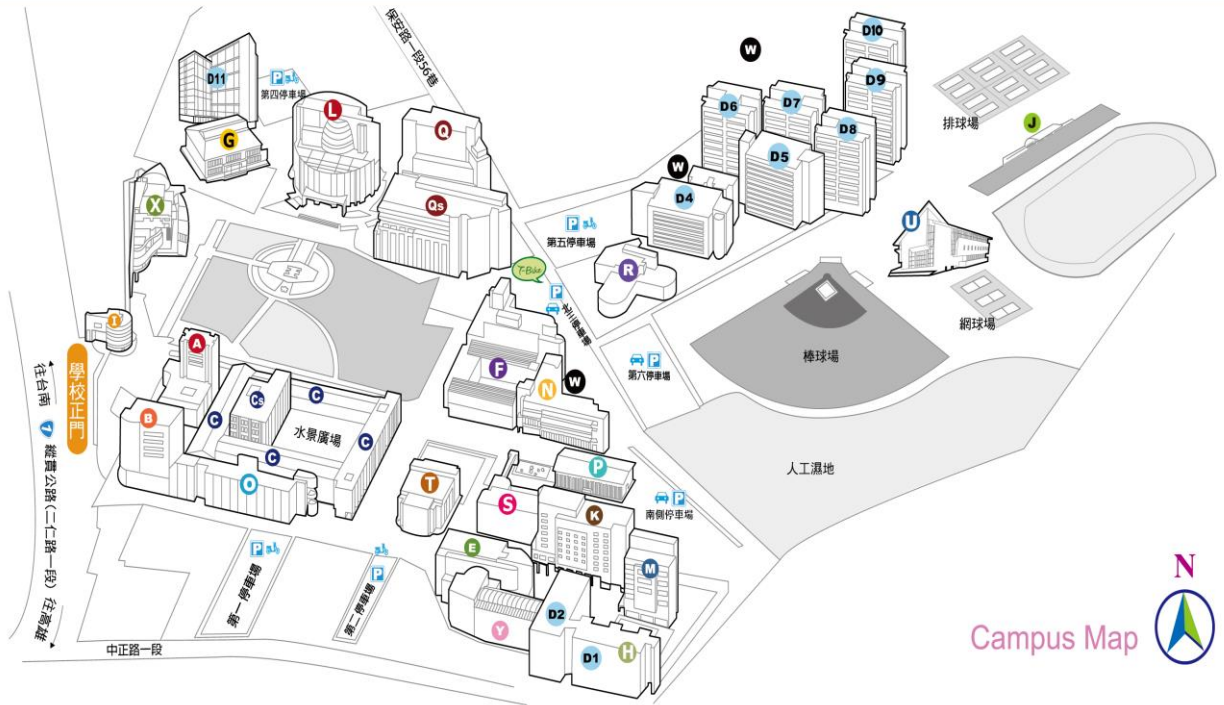 保安路一段56巷
D10
W
D11
P
第四停車場
D9
D6
D7
L
Q
J
排球場
G
D8
D5
W
D4
X
Qs
U
P
第五停車場
R
T-Bike
P
I
網球場
A
棒球場
P
第六停車場
F
N
W
學校正門
往台南
縱貫公路(二仁路一段)
往高雄
Cs
C
C
B
C
水景廣場
C
O
人工濕地
T
P
S
P
南側停車場
K
E
M
P
第一停車場
P
第二停車場
D2
Y
H
D1
中正路一段
N
Campus Map